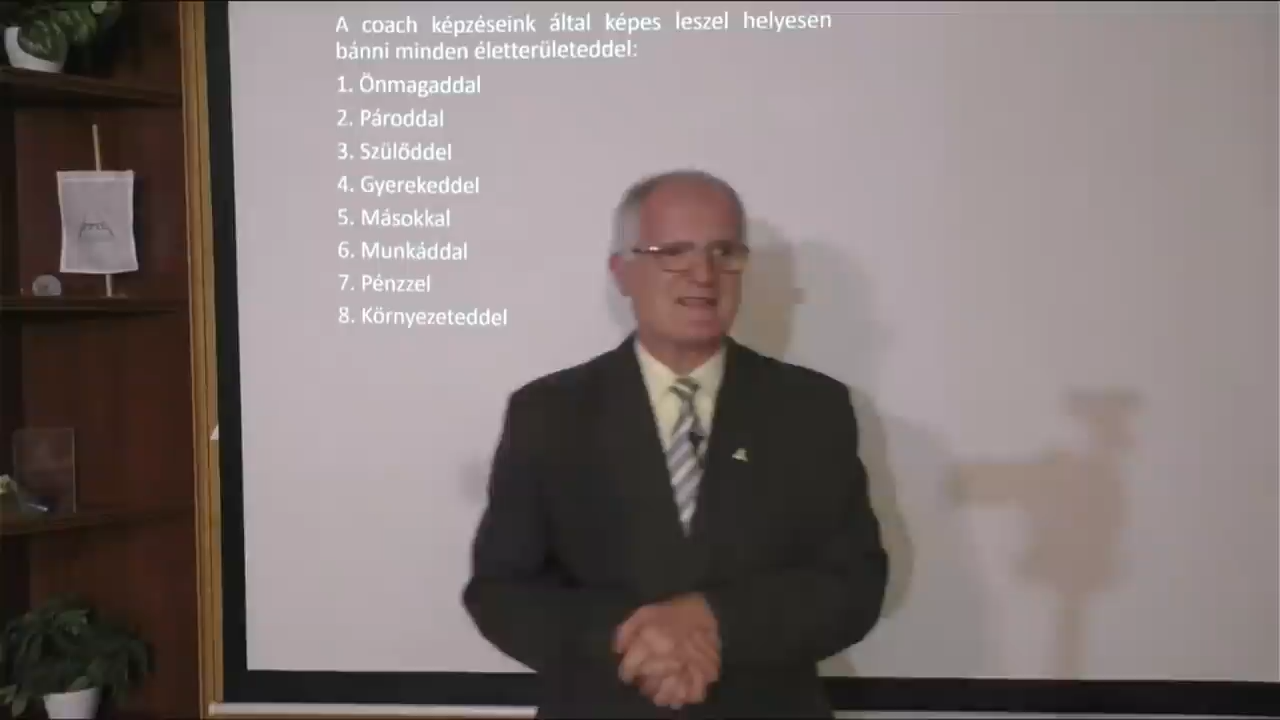 A coach képzéseink által képes leszel helyesen
bánni minden életterületeddel:
1. Önmagaddal
2. Pároddal
3. Szülőddel
4. Gyerekeddel
5. Másokkal
6. Munkáddal
7. Pénzzel
8. Környezeteddel